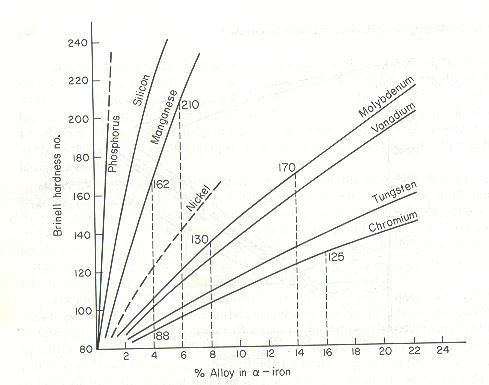 240
220
200
180
160
140
120
100
80
Brinell hardness no.
Phosphorus
Silicon
Manganese
210
162
Nickel
Molybdenum
Vanadium
170
130
Tungsten
Chromium
125
88
2 4 6 8 10 12 14 16 18 20 22 24
% Alloy in α-iron